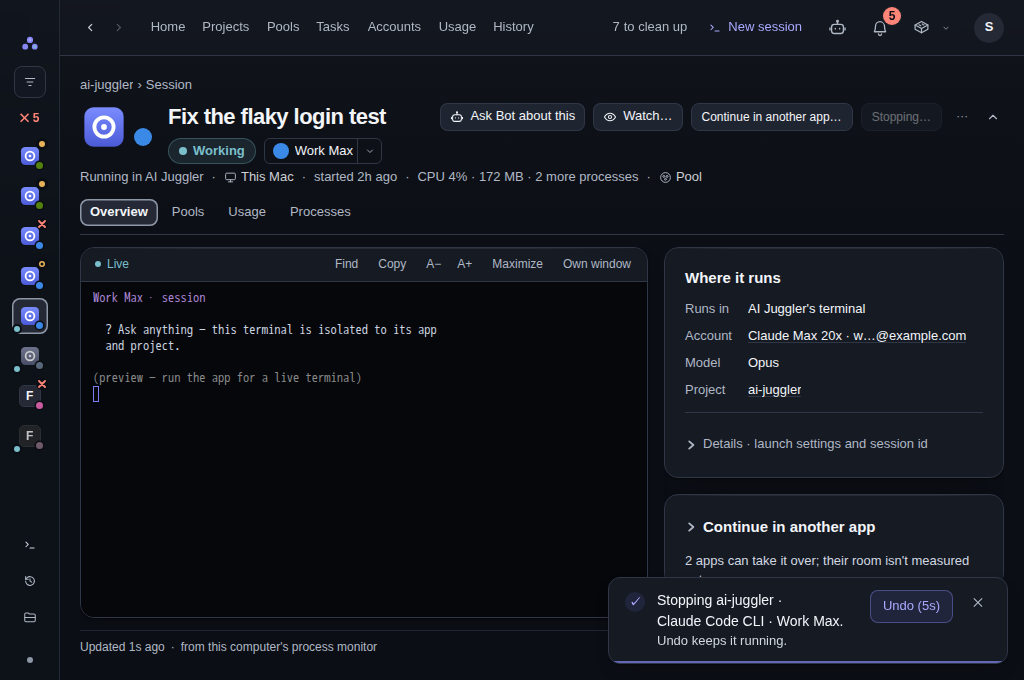 Home Projects Pools Tasks Accounts Usage History 7 to clean up New session 5 S
5
F
F
ai-juggler › Session
Fix the flaky login test
Ask Bot about this Watch… Continue in another app… Stopping… ···
Working Work Max
Running in AI Juggler · This Mac · started 2h ago · CPU 4% · 172 MB · 2 more processes · Pool
Overview Pools Usage Processes
Live Find Copy A− A+ Maximize Own window
Work Max · session
? Ask anything — this terminal is isolated to its app
and project.
(preview — run the app for a live terminal)
Where it runs
Runs in AI Juggler's terminal
Account Claude Max 20x · w…@example.com
Model Opus
Project ai-juggler
Details · launch settings and session id
Continue in another app
2 apps can take it over; their room isn't measured
Stopping ai-juggler ·
Claude Code CLI · Work Max.
Undo keeps it running.
Undo (5s)
Updated 1s ago · from this computer's process monitor